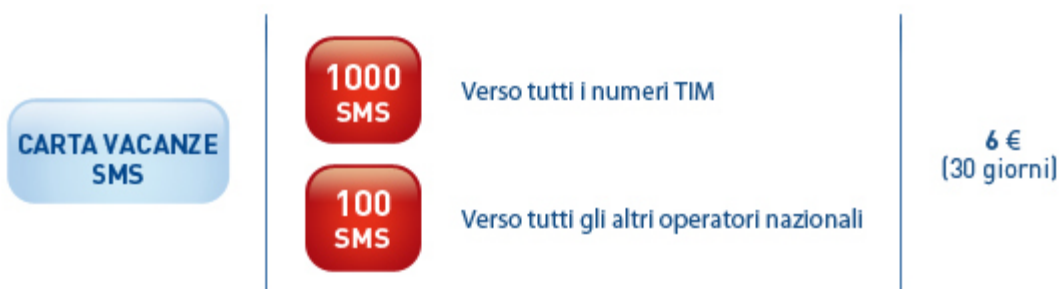 CARTA VACANZE
SMS
1000
SMS
Verso tutti i numeri TIM
100
SMS
Verso tutti gli altri operatori nazionali
6 €
(30 giorni)